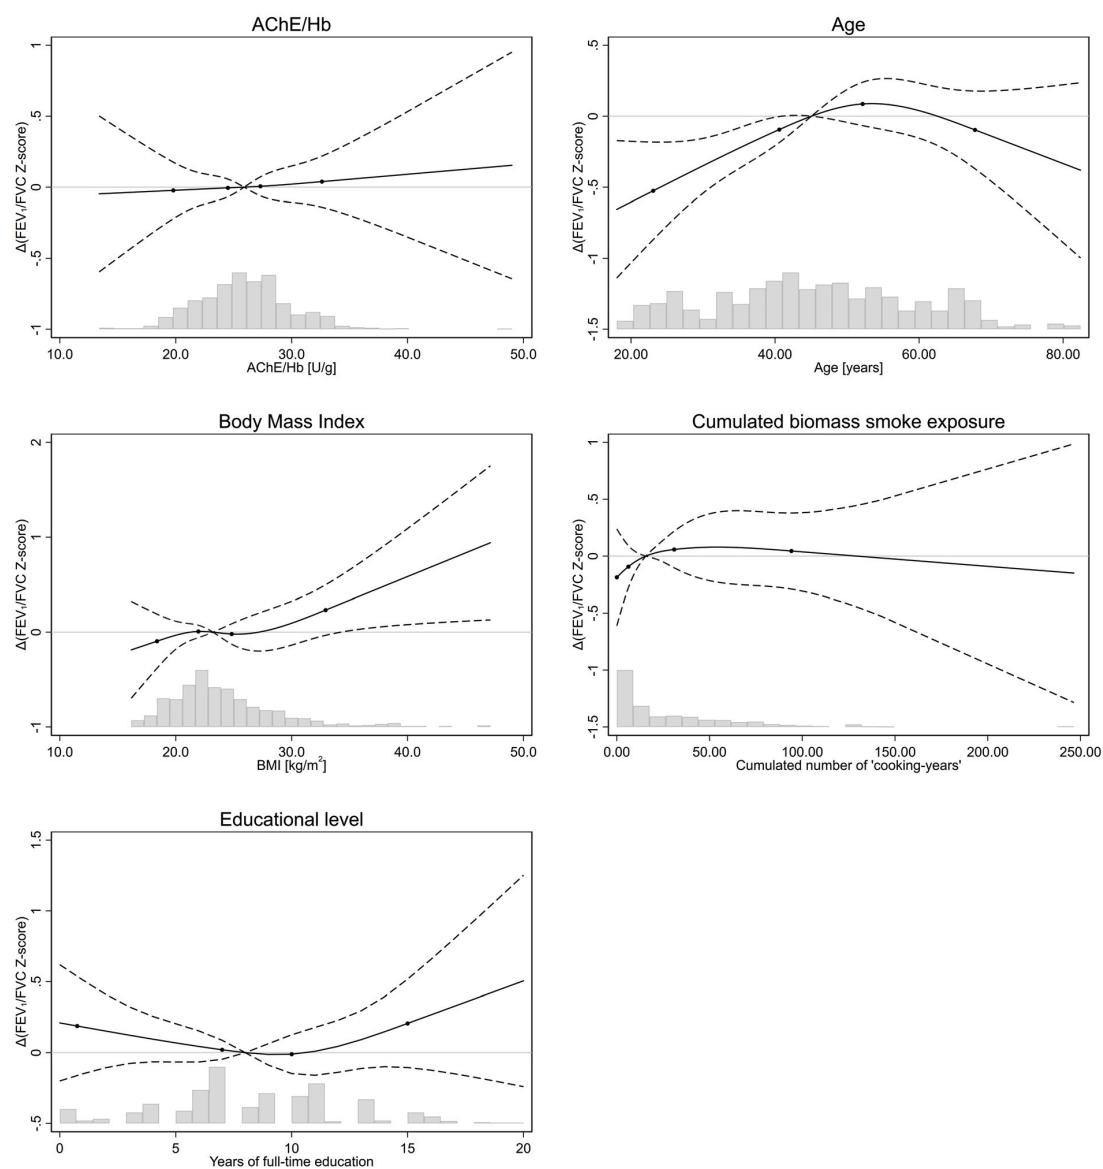 AChE/Hb
Δ(FEV₁/FVC Z-score)
1
.5
0
-.5
-1
10.0 20.0 30.0 40.0 50.0
AChE/Hb [U/g]
Age
Δ(FEV₁/FVC Z-score)
.5
0
-.5
-1
-1.5
20.00 40.00 60.00 80.00
Age [years]
Body Mass Index
Δ(FEV₁/FVC Z-score)
2
1
0
-1
10.0 20.0 30.0 40.0 50.0
BMI [kg/m²]
Cumulated biomass smoke exposure
Δ(FEV₁/FVC Z-score)
1
.5
0
-.5
-1
-1.5
0.00 50.00 100.00 150.00 200.00 250.00
Cumulated number of 'cooking-years'
Educational level
Δ(FEV₁/FVC Z-score)
1.5
1
.5
0
-.5
0 5 10 15 20
Years of full-time education